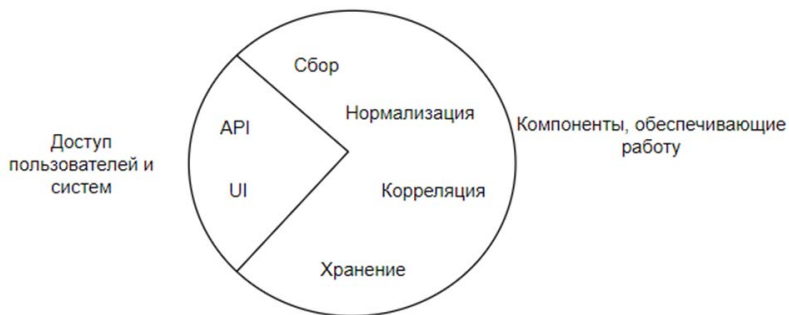 Сбор
Нормализация
API
Компоненты, обеспечивающие
работу
Доступ
пользователей и
систем
UI
Корреляция
Хранение